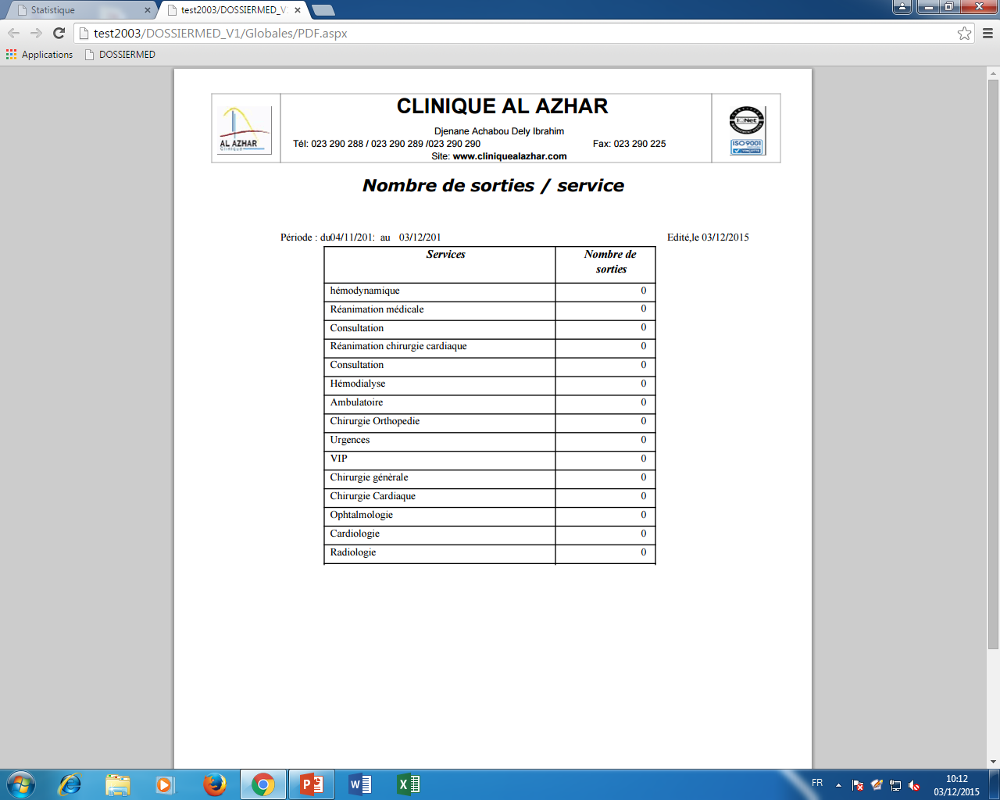 Statistique
test2003/DOSSIERMED_V
test2003/DOSSIERMED_V1/Globales/PDF.aspx
Applications
DOSSIERMED
CLINIQUE AL AZHAR
Djenane Achabou Dely Ibrahim
Tél: 023 290 288 / 023 290 289 /023 290 290 Fax: 023 290 225
Site: www.cliniquealazhar.com
AL AZHAR
Clinique
IQNet
ISO 9001
Nombre de sorties / service
Période : du04/11/201 au 03/12/201 Edité,le 03/12/2015
Services Nombre de
sorties
hémodynamique 0
Réanimation médicale 0
Consultation 0
Réanimation chirurgie cardiaque 0
Consultation 0
Hémodialyse 0
Ambulatoire 0
Chirurgie Orthopedie 0
Urgences 0
VIP 0
Chirurgie génèrale 0
Chirurgie Cardiaque 0
Ophtalmologie 0
Cardiologie 0
Radiologie 0
FR
10:12
03/12/2015